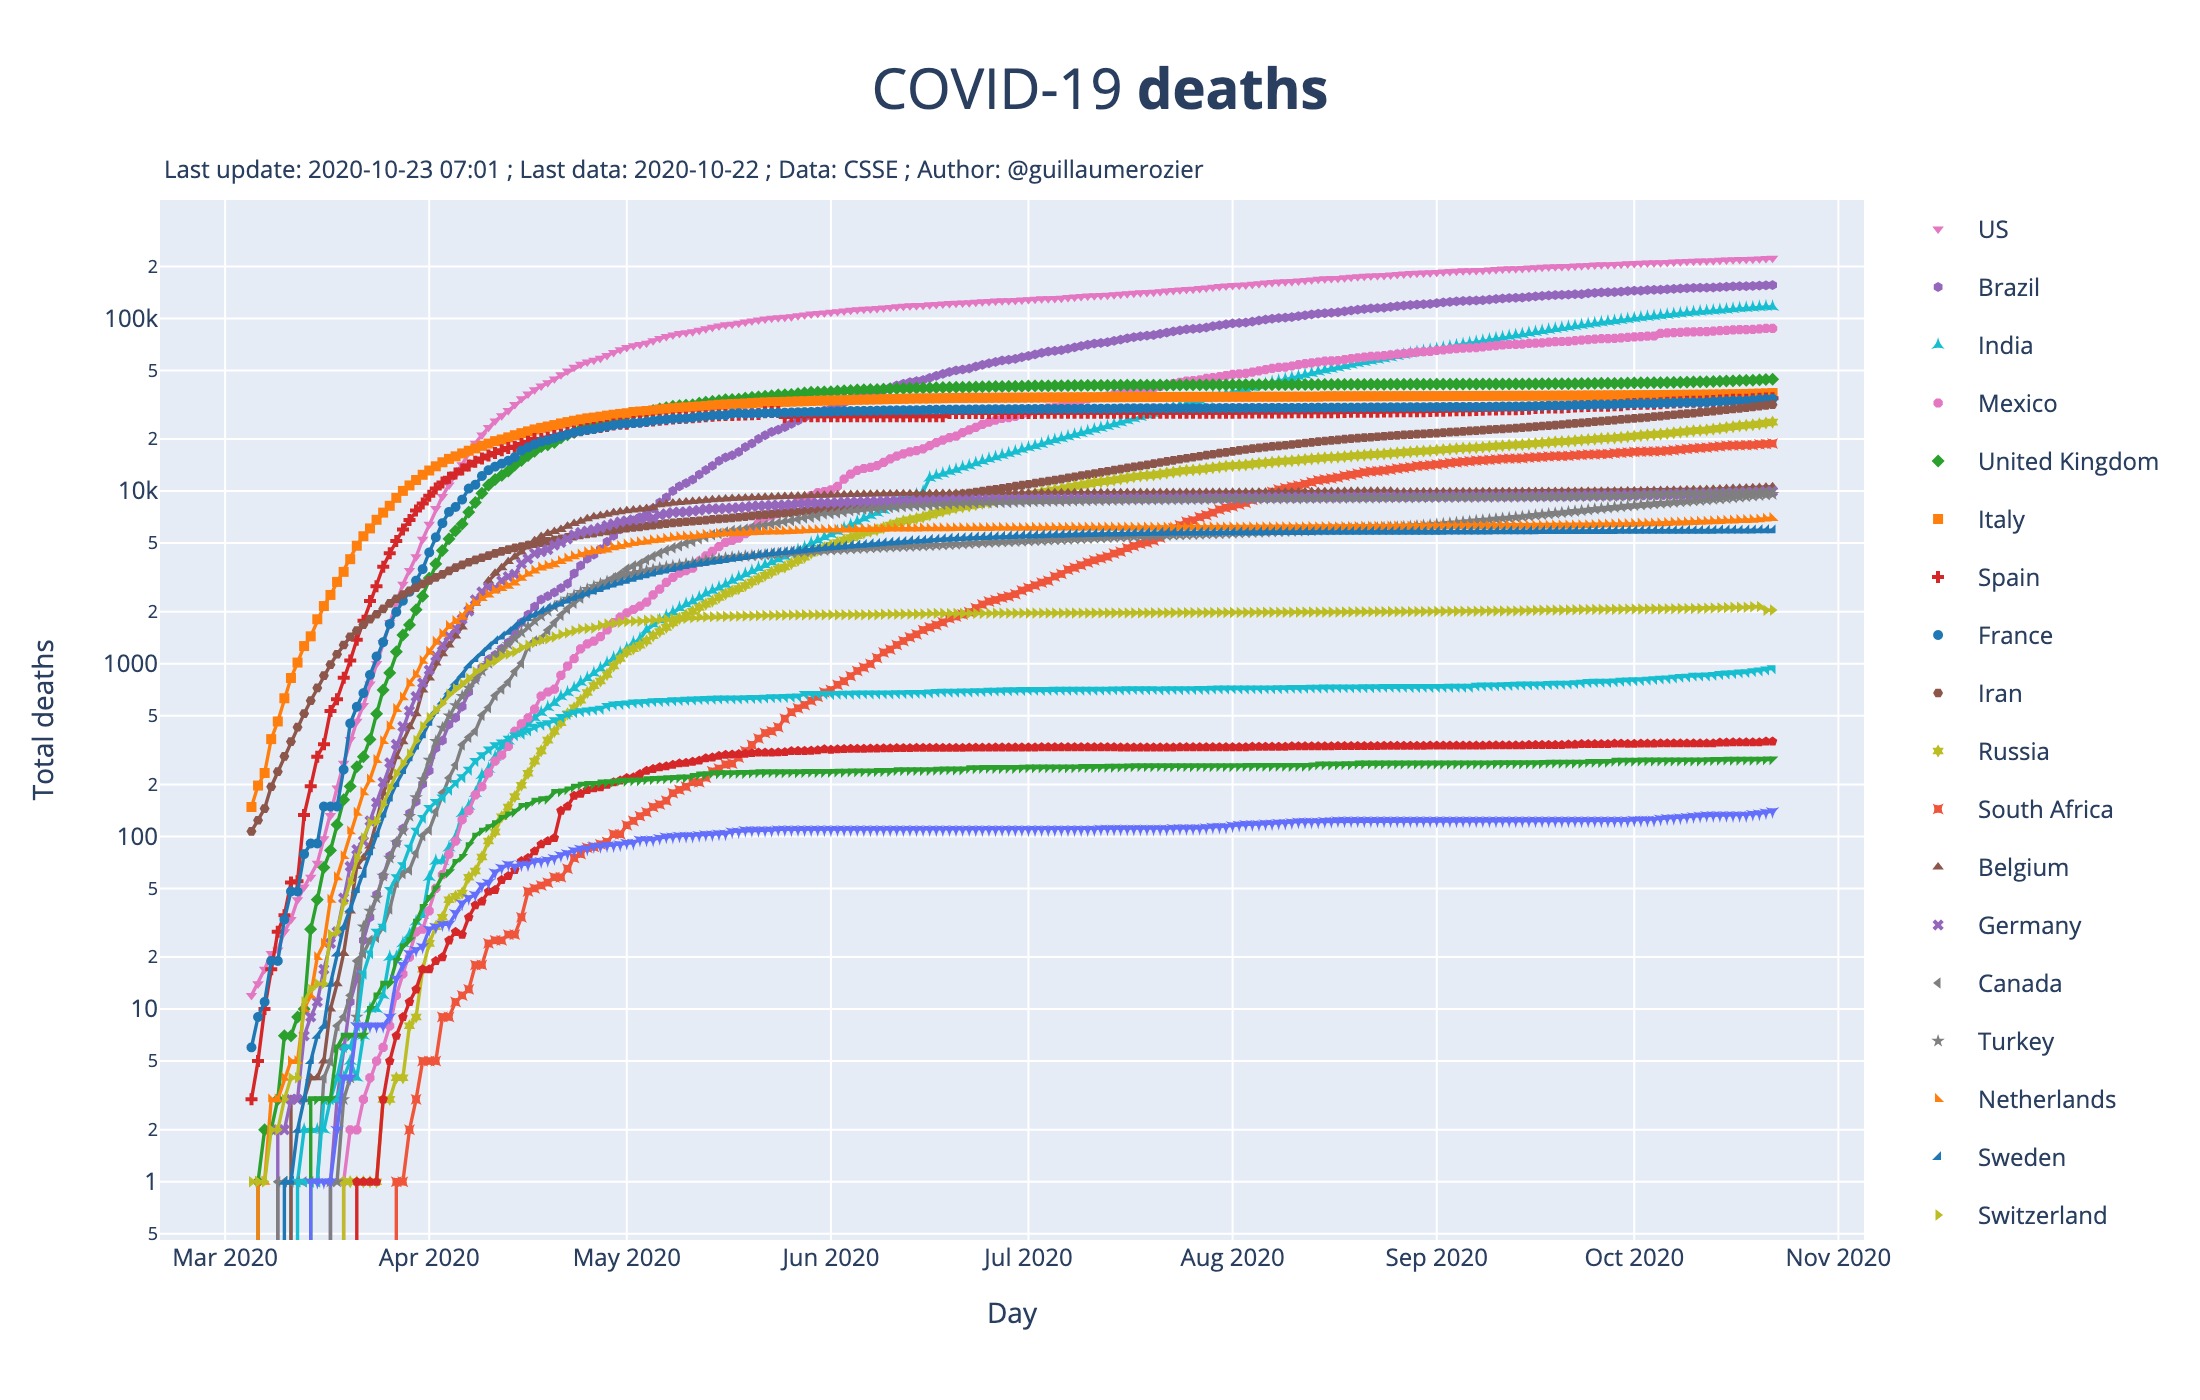 COVID-19 deaths
Last update: 2020-10-23 07:01 ; Last data: 2020-10-22 ; Data: CSSE ; Author: @guillaumerozier
2
100k
5
2
10k
5
2
1000
5
2
100
5
2
10
5
2
1
5
Total deaths
Mar 2020
Apr 2020
May 2020
Jun 2020
Jul 2020
Aug 2020
Sep 2020
Oct 2020
Nov 2020
Day
US
Brazil
India
Mexico
United Kingdom
Italy
Spain
France
Iran
Russia
South Africa
Belgium
Germany
Canada
Turkey
Netherlands
Sweden
Switzerland